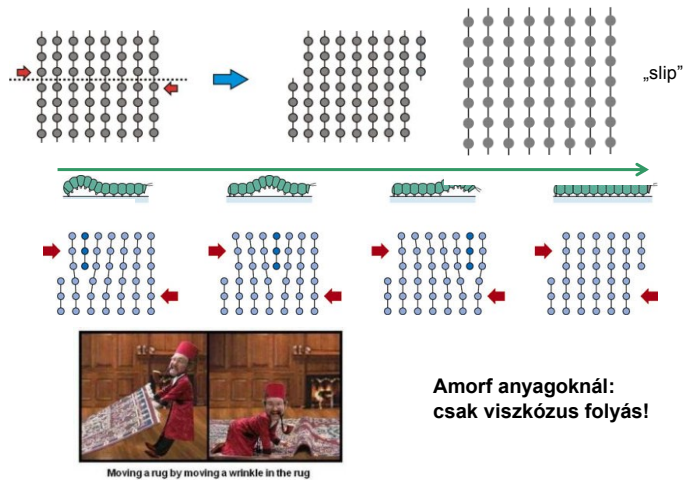 „slip”
Amorf anyagoknál:
csak viszkózus folyás!
Moving a rug by moving a wrinkle in the rug